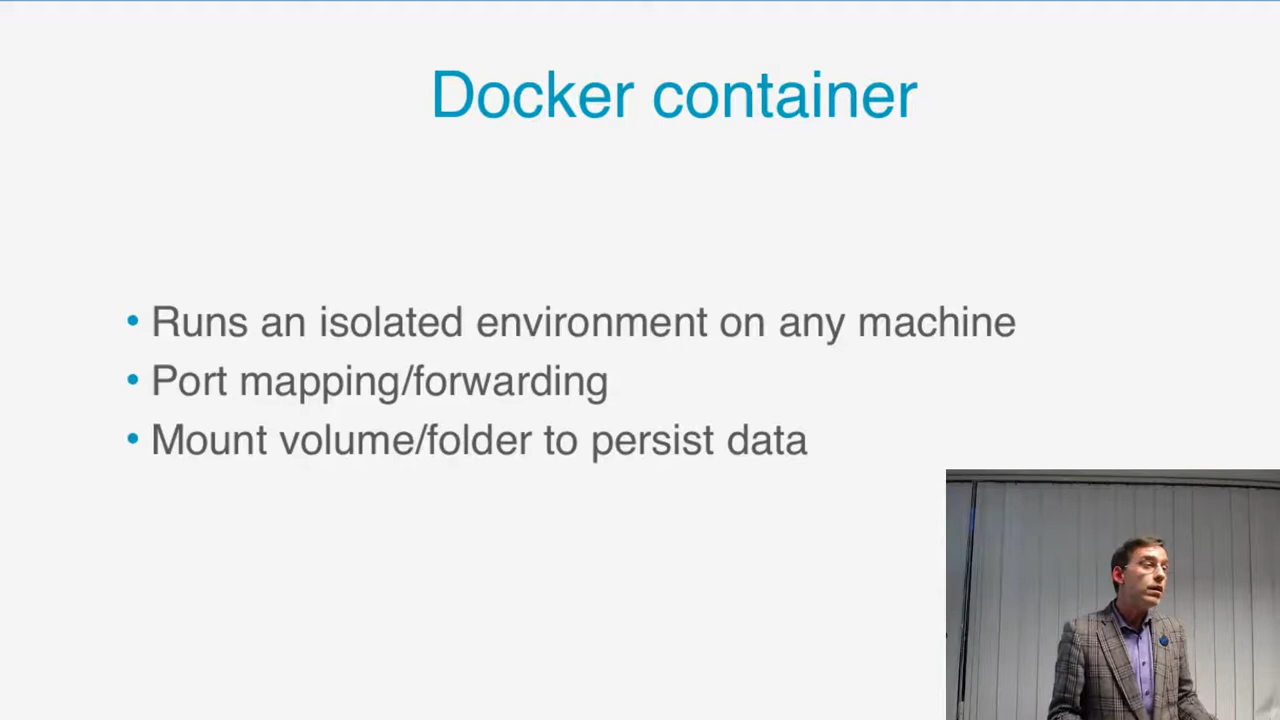 Docker container
• Runs an isolated environment on any machine
• Port mapping/forwarding
• Mount volume/folder to persist data